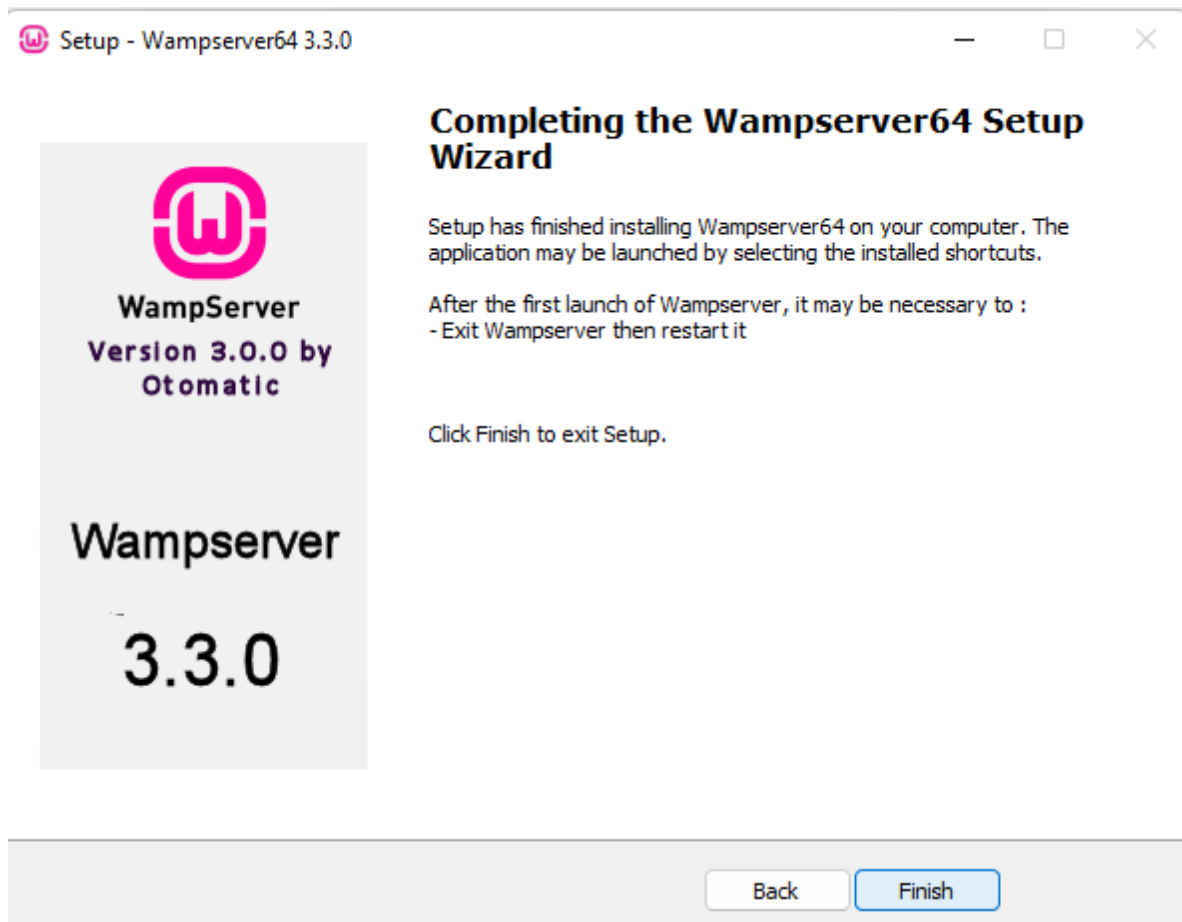 Setup - Wampserver64 3.3.0
Completing the Wampserver64 Setup
Wizard
Setup has finished installing Wampserver64 on your computer. The
application may be launched by selecting the installed shortcuts.
After the first launch of Wampserver, it may be necessary to :
- Exit Wampserver then restart it
Click Finish to exit Setup.
WampServer
Version 3.0.0 by
Otomatic
Wampserver
3.3.0
Back
Finish